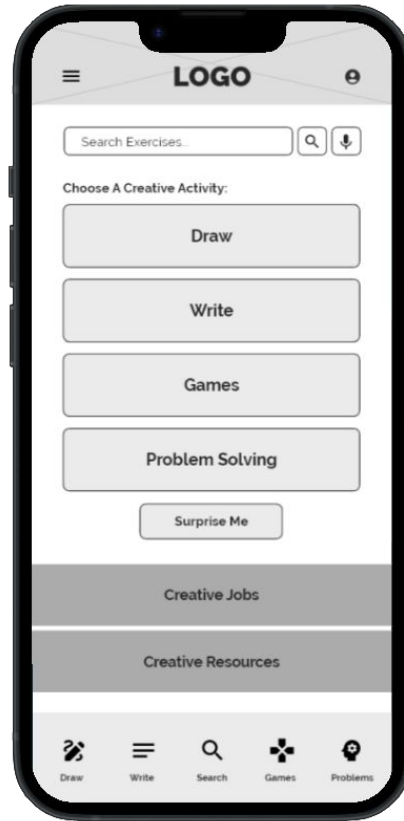 LOGO
Search Exercises..
Choose A Creative Activity:
Draw
Write
Games
Problem Solving
Surprise Me
Creative Jobs
Creative Resources
Draw Write Search Games Problems